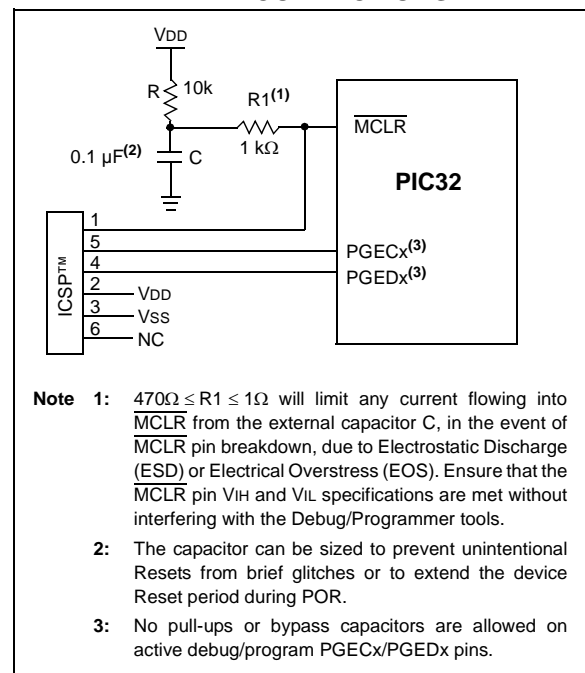 VDD
R 10k
R1(1)
MCLR
1 kΩ
0.1 µF(2)
C
PIC32
1
5
PGECx(3)
4
PGEDx(3)
ICSP™
2
VDD
3
VSS
6
NC
Note 1: 470Ω ≤ R1 ≤ 1Ω will limit any current flowing into
MCLR from the external capacitor C, in the event of
MCLR pin breakdown, due to Electrostatic Discharge
(ESD) or Electrical Overstress (EOS). Ensure that the
MCLR pin VIH and VIL specifications are met without
interfering with the Debug/Programmer tools.
2: The capacitor can be sized to prevent unintentional
Resets from brief glitches or to extend the device
Reset period during POR.
3: No pull-ups or bypass capacitors are allowed on
active debug/program PGECx/PGEDx pins.